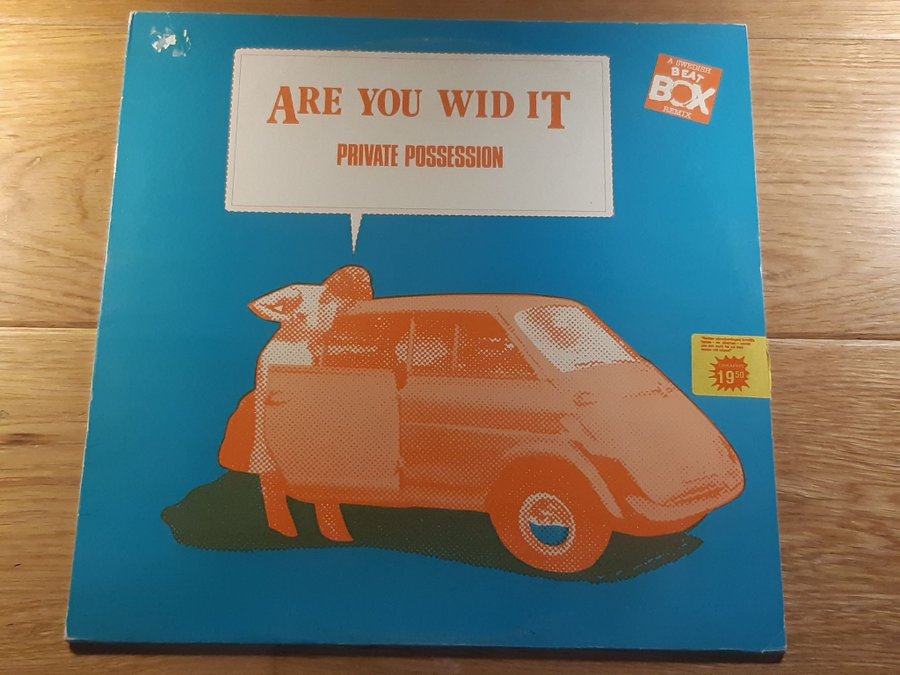 ARE YOU WID IT
PRIVATE POSSESSION
A SWEDISH
BEAT
BOX
REMIX
19 50